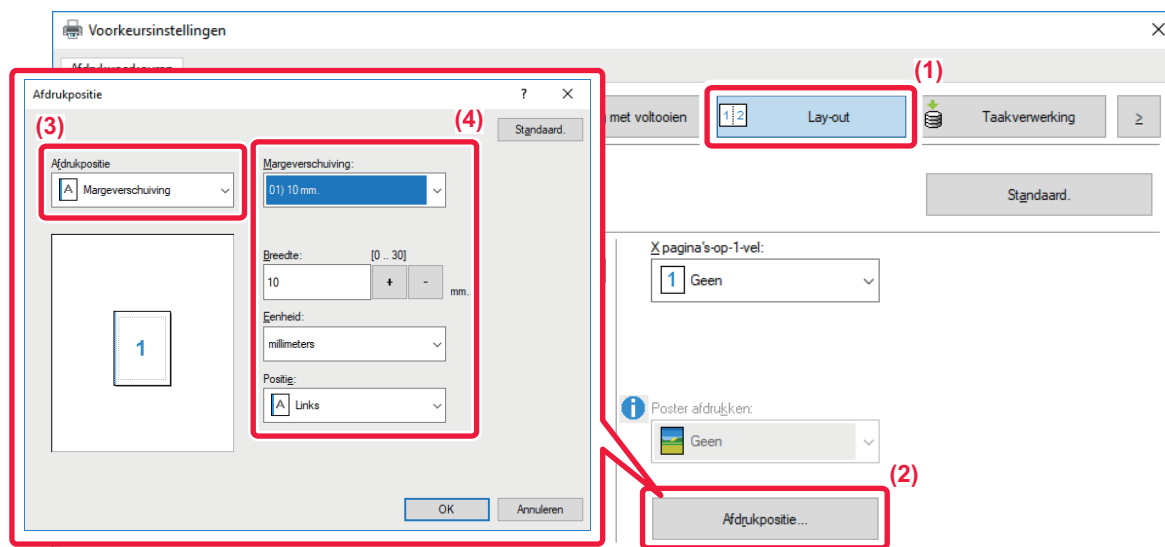 Voorkeursinstellingen
(1)
Afdrukpositie
? ×
(3)
(4)
Standaard.
Afdrukpositie
A Margeverschuiving
Margeverschuiving:
01) 10 mm.
Breedte: [0 .. 30]
10 + - mm.
Eenheid:
millimeters
Positie:
A Links
1
OK Annuleren
met voltooien
1 2 Lay-out
Taakverwerking
>
Standaard.
X pagina's-op-1-vel:
1 Geen
i Poster afdrukken:
Geen
(2)
Afdrukpositie...